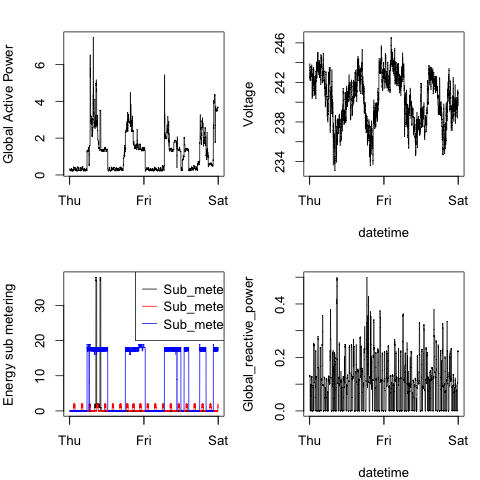 Global Active Power
0 2 4 6
Thu Fri Sat
Voltage
234 238 242 246
Thu Fri Sat
datetime
Energy sub metering
0 10 20 30
Sub_mete
Sub_mete
Sub_mete
Thu Fri Sat
Global_reactive_power
0.0 0.2 0.4
Thu Fri Sat
datetime